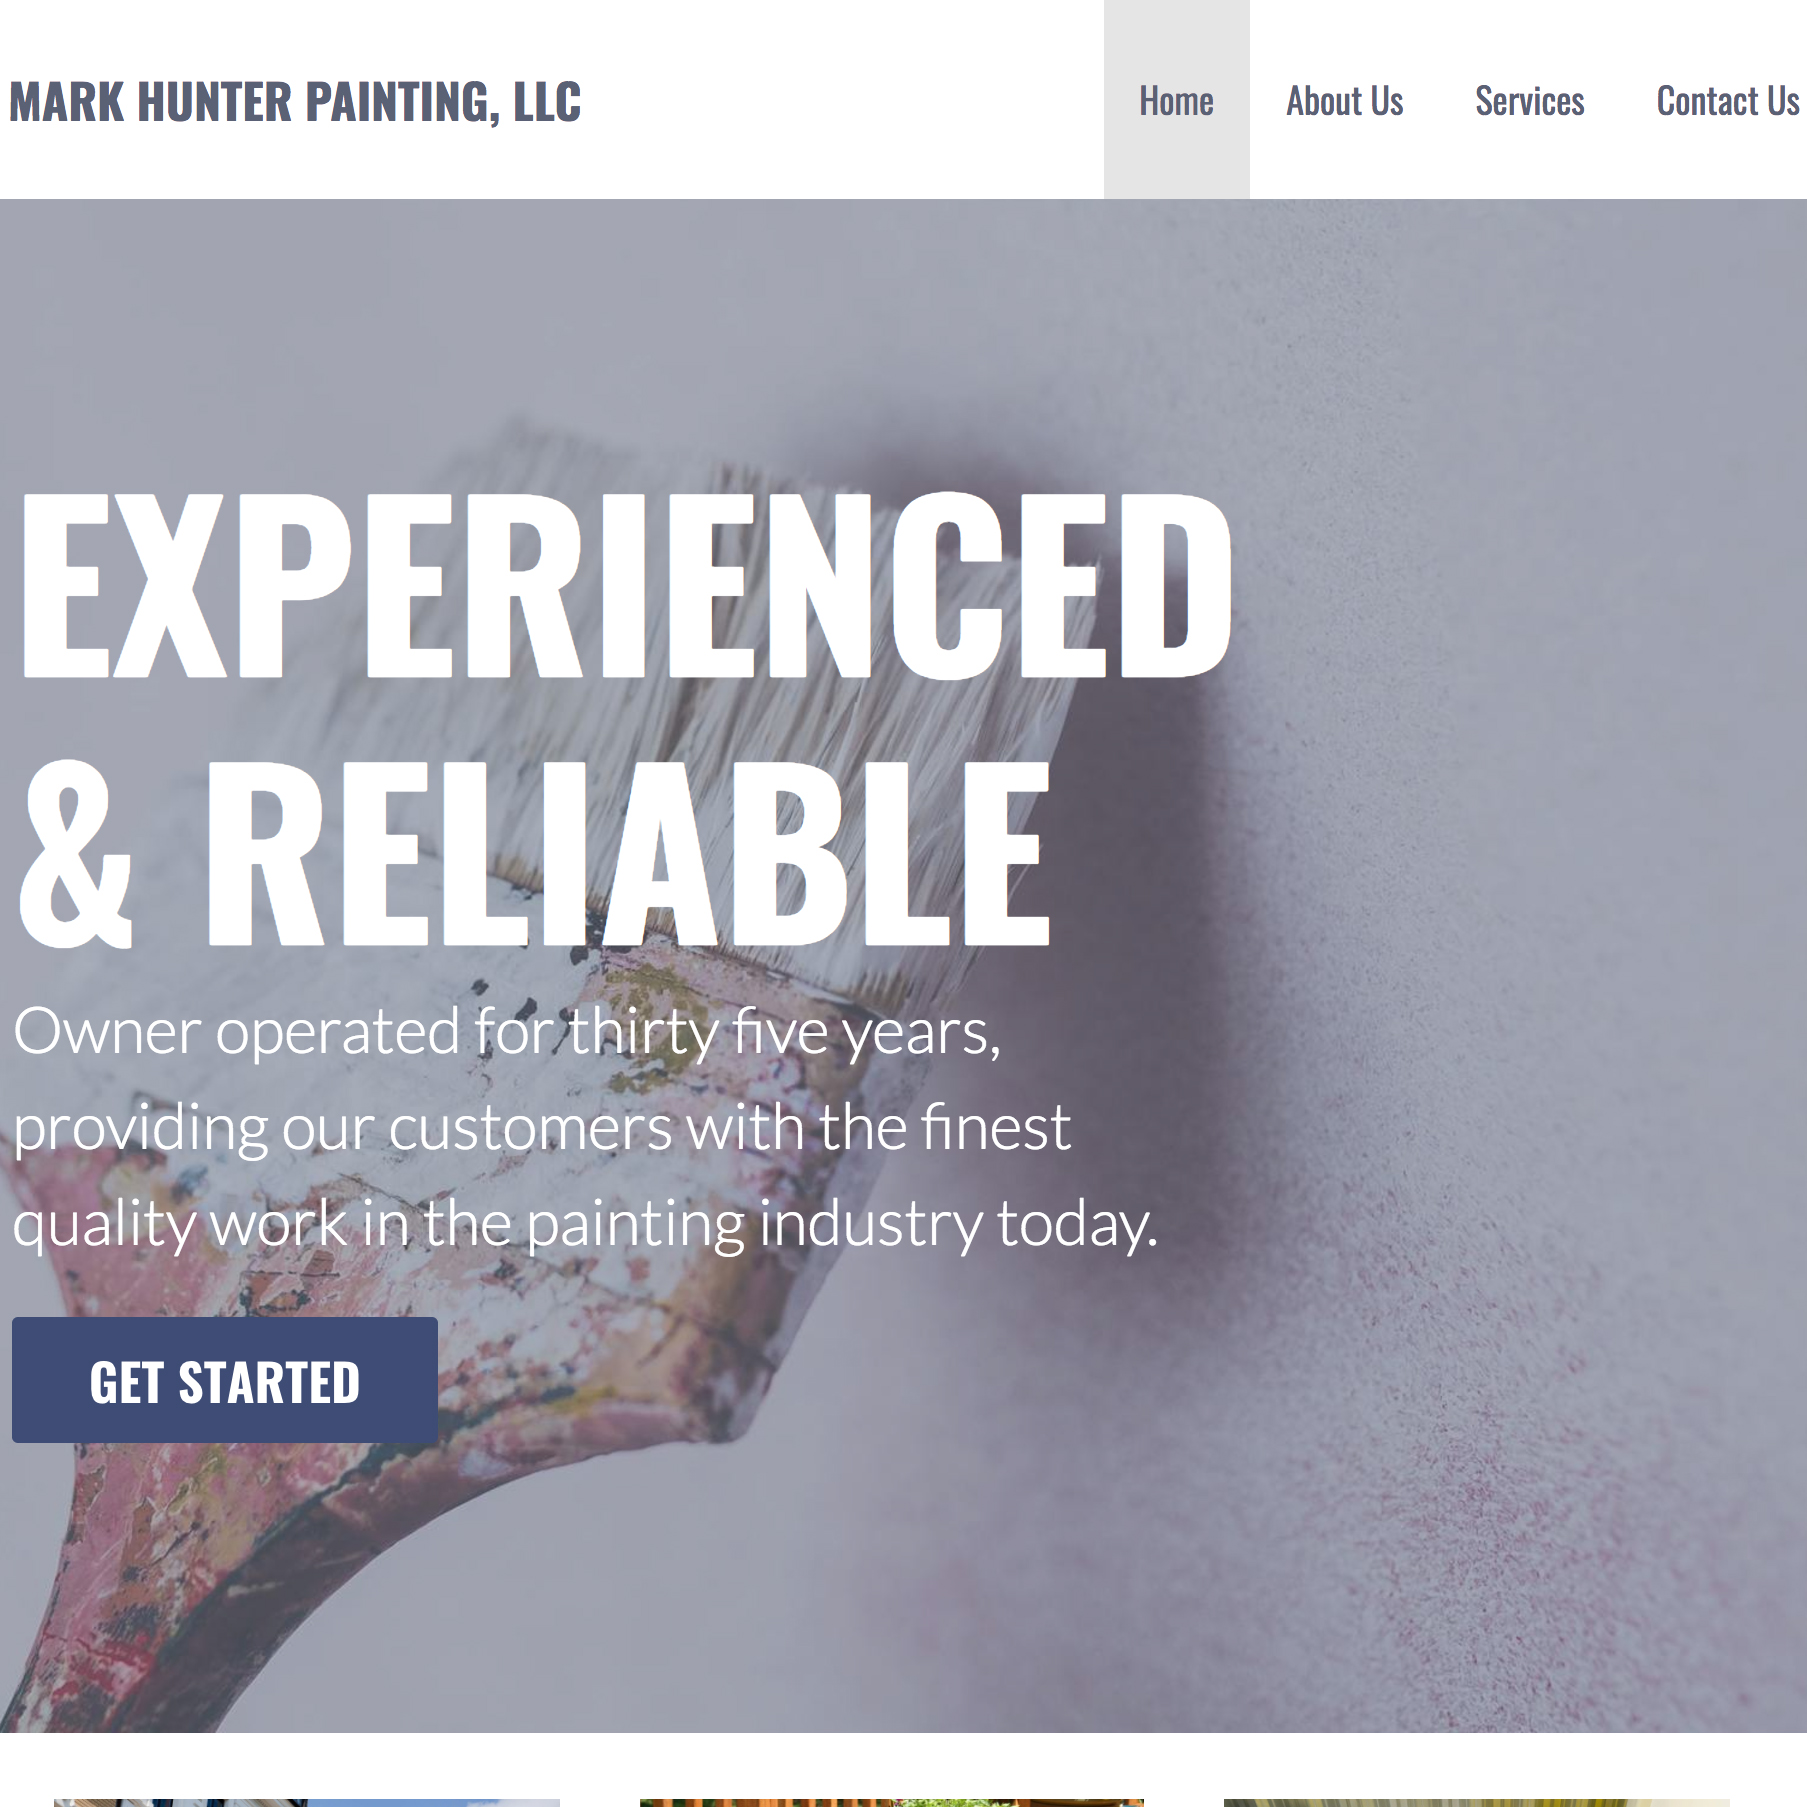 MARK HUNTER PAINTING, LLC
Home About Us Services Contact Us
EXPERIENCED
& RELIABLE
Owner operated for thirty five years,
providing our customers with the finest
quality work in the painting industry today.
GET STARTED